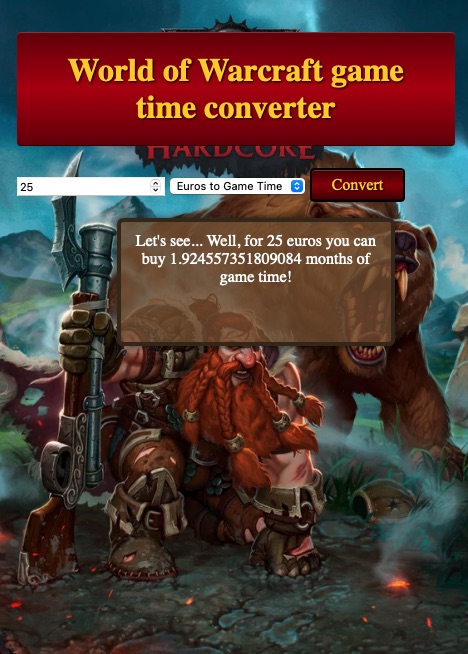 World of Warcraft game
time converter
HARDCORE
25
Euros to Game Time
Convert
Let's see... Well, for 25 euros you can
buy 1.924557351809084 months of
game time!